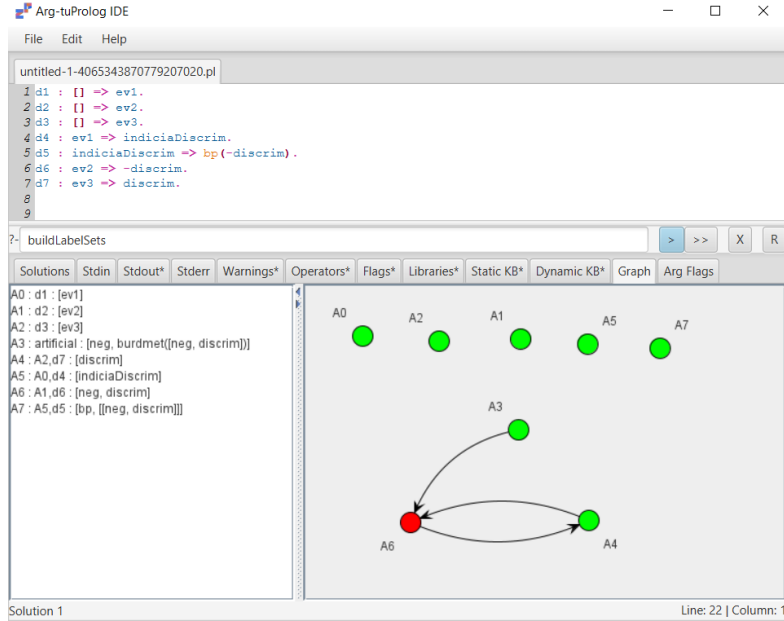 Arg-tuProlog IDE
File Edit Help
untitled-1-4065343870779207020.pl
1 d1 : [] => ev1.
2 d2 : [] => ev2.
3 d3 : [] => ev3.
4 d4 : ev1 => indiciaDiscrim.
5 d5 : indiciaDiscrim => bp(-discrim).
6 d6 : ev2 => -discrim.
7 d7 : ev3 => discrim.
8
9
?- buildLabelSets > >> X R
Solutions Stdin Stdout* Stderr Warnings* Operators* Flags* Libraries* Static KB* Dynamic KB* Graph Arg Flags
A0 : d1 : [ev1]
A1 : d2 : [ev2]
A2 : d3 : [ev3]
A3 : artificial : [neg, burdmet([neg, discrim])]
A4 : A2,d7 : [discrim]
A5 : A0,d4 : [indiciaDiscrim]
A6 : A1,d6 : [neg, discrim]
A7 : A5,d5 : [bp, [[neg, discrim]]]
A0 A2 A1 A5 A7
A3
A6 A4
Solution 1 Line: 22 | Column: 1